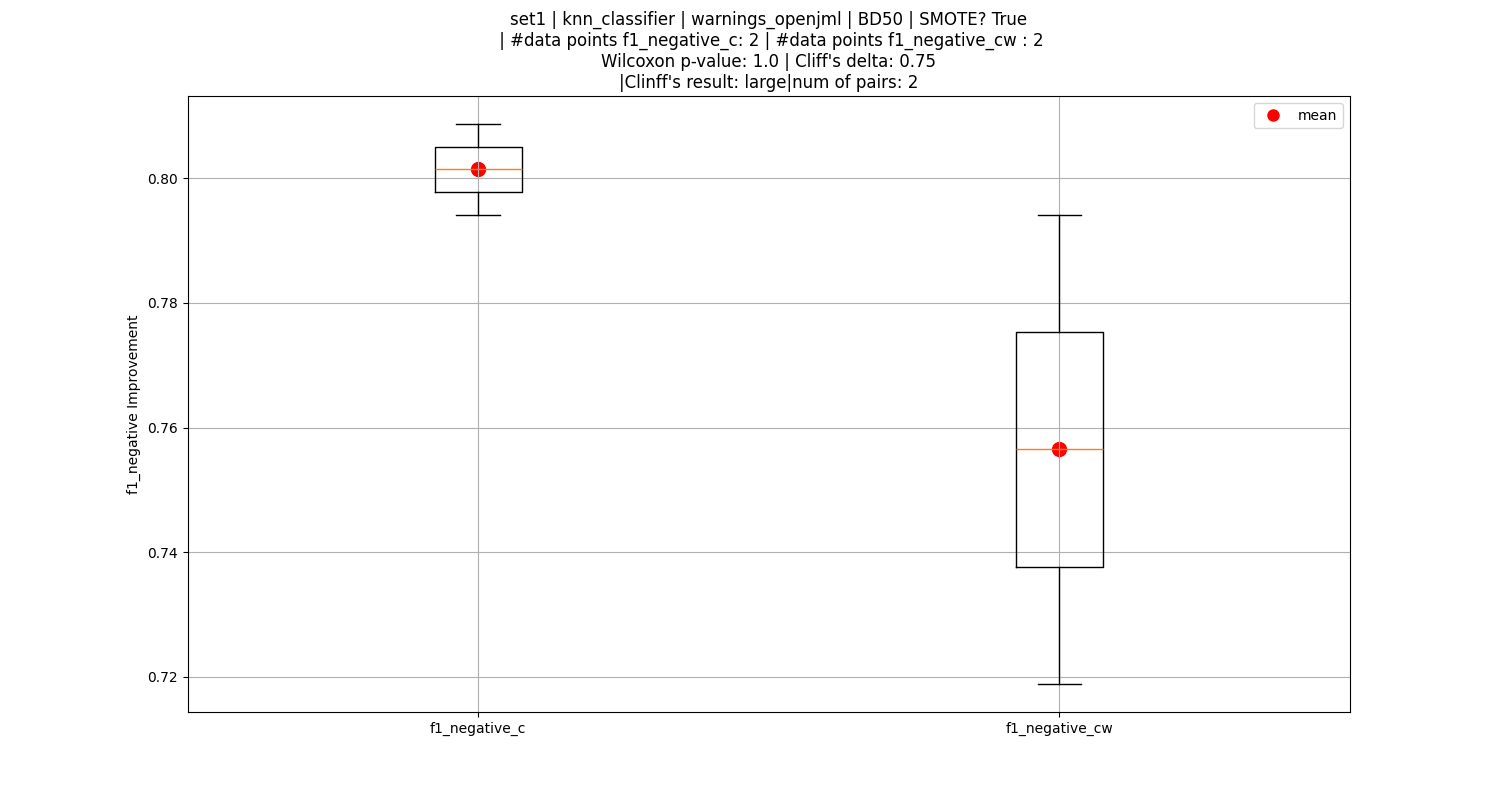 set1 | knn_classifier | warnings_openjml | BD50 | SMOTE? True
| #data points f1_negative_c: 2 | #data points f1_negative_cw : 2
Wilcoxon p-value: 1.0 | Cliff's delta: 0.75
|Clinff's result: large|num of pairs: 2
mean
0.80
0.78
0.76
0.74
0.72
f1_negative Improvement
f1_negative_c
f1_negative_cw